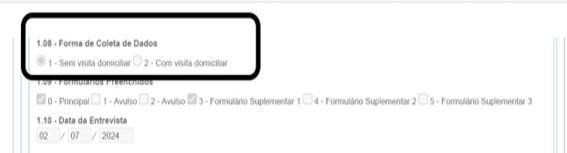 1.08 - Forma de Coleta de Dados
1 - Sem visita domiciliar 2 - Com visita domiciliar
1.09 - Formulários Preenchidos
0 - Principal 1 - Avulso 2 - Avulso 3 - Formulário Suplementar 1 4 - Formulário Suplementar 2 5 - Formulário Suplementar 3
1.10 - Data da Entrevista
02 / 07 / 2024